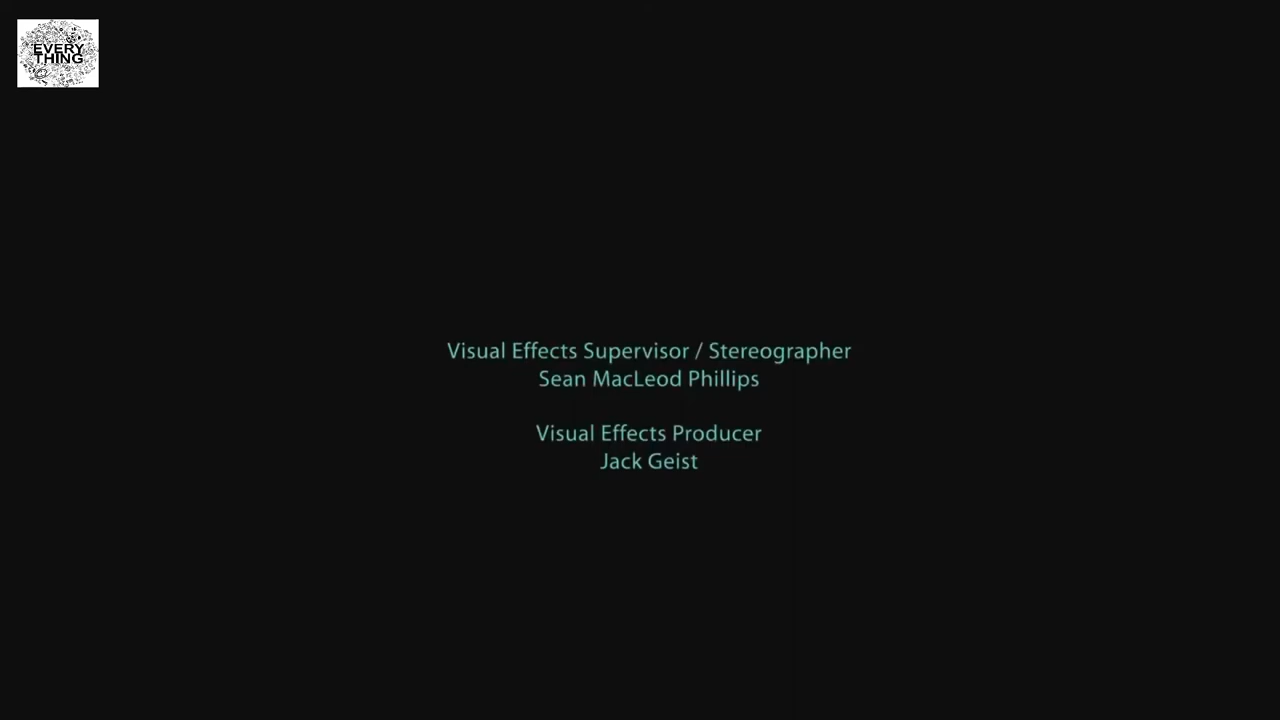 EVERY
THING
Visual Effects Supervisor / Stereographer
Sean MacLeod Phillips
Visual Effects Producer
Jack Geist